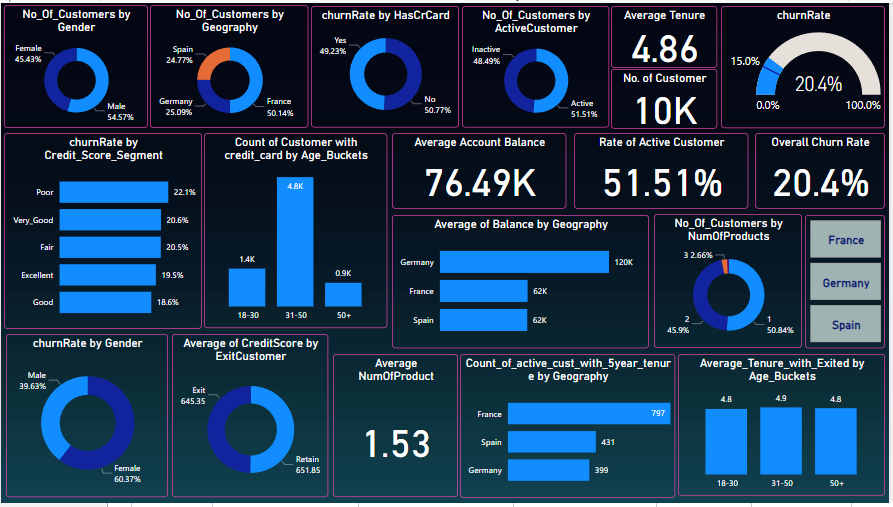 No_Of_Customers by
Gender
Female
45.43%
Male
54.57%
No_Of_Customers by
Geography
Spain
24.77%
Germany
25.09%
France
50.14%
churnRate by HasCrCard
Yes
49.23%
No
50.77%
No_Of_Customers by
ActiveCustomer
Inactive
48.49%
Active
51.51%
Average Tenure
4.86
No. of Customer
10K
churnRate
15.0%
20.4%
0.0%
100.0%
churnRate by
Credit_Score_Segment
Poor
22.1%
Very_Good
20.6%
Fair
20.5%
Excellent
19.5%
Good
18.6%
Count of Customer with
credit_card by Age_Buckets
1.4K
4.8K
0.9K
18-30
31-50
50+
Average Account Balance
76.49K
Rate of Active Customer
51.51%
Overall Churn Rate
20.4%
Average of Balance by Geography
Germany
120K
France
62K
Spain
62K
No_Of_Customers by
NumOfProducts
3 2.66%
2
45.9%
1
50.84%
France
Germany
Spain
churnRate by Gender
Male
39.63%
Female
60.37%
Average of CreditScore by
ExitCustomer
Exit
645.35
Retain
651.85
Average
NumOfProduct
1.53
Count_of_active_cust_with_5year_tenur
e by Geography
France
797
Spain
431
Germany
399
Average_Tenure_with_Exited by
Age_Buckets
4.8
4.9
4.8
18-30
31-50
50+